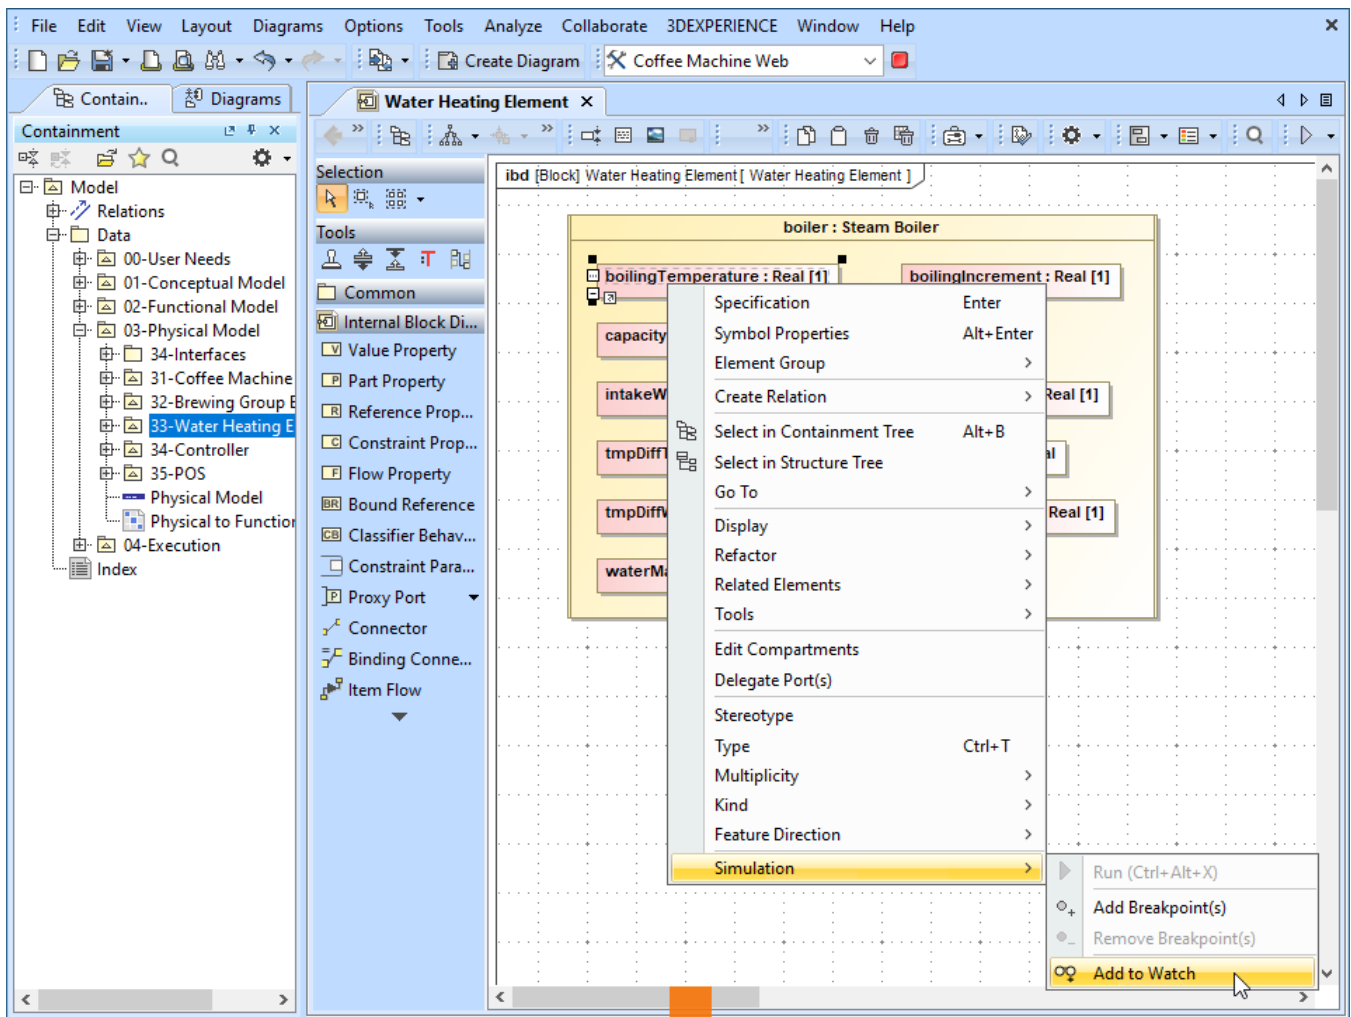 File Edit View Layout Diagrams Options Tools Analyze Collaborate 3DEXPERIENCE Window Help
Create Diagram Coffee Machine Web
Contain.. Diagrams
Water Heating Element
Containment
Model
Relations
Data
00-User Needs
01-Conceptual Model
02-Functional Model
03-Physical Model
34-Interfaces
31-Coffee Machine
32-Brewing Group E
33-Water Heating E
34-Controller
35-POS
Physical Model
Physical to Function
04-Execution
Index
Selection
Tools
Common
Internal Block Di...
Value Property
Part Property
Reference Prop...
Constraint Prop...
Flow Property
Bound Reference
Classifier Behav...
Constraint Para...
Proxy Port
Connector
Binding Conne...
Item Flow
ibd [Block] Water Heating Element [ Water Heating Element ]
boiler : Steam Boiler
boilingTemperature : Real [1]
boilingIncrement : Real [1]
capacity
intakeW
Real [1]
tmpDiffT
al
tmpDiffW
Real [1]
waterMa
Specification Enter
Symbol Properties Alt+Enter
Element Group
Create Relation
Select in Containment Tree Alt+B
Select in Structure Tree
Go To
Display
Refactor
Related Elements
Tools
Edit Compartments
Delegate Port(s)
Stereotype
Type Ctrl+T
Multiplicity
Kind
Feature Direction
Simulation
Run (Ctrl+Alt+X)
Add Breakpoint(s)
Remove Breakpoint(s)
Add to Watch